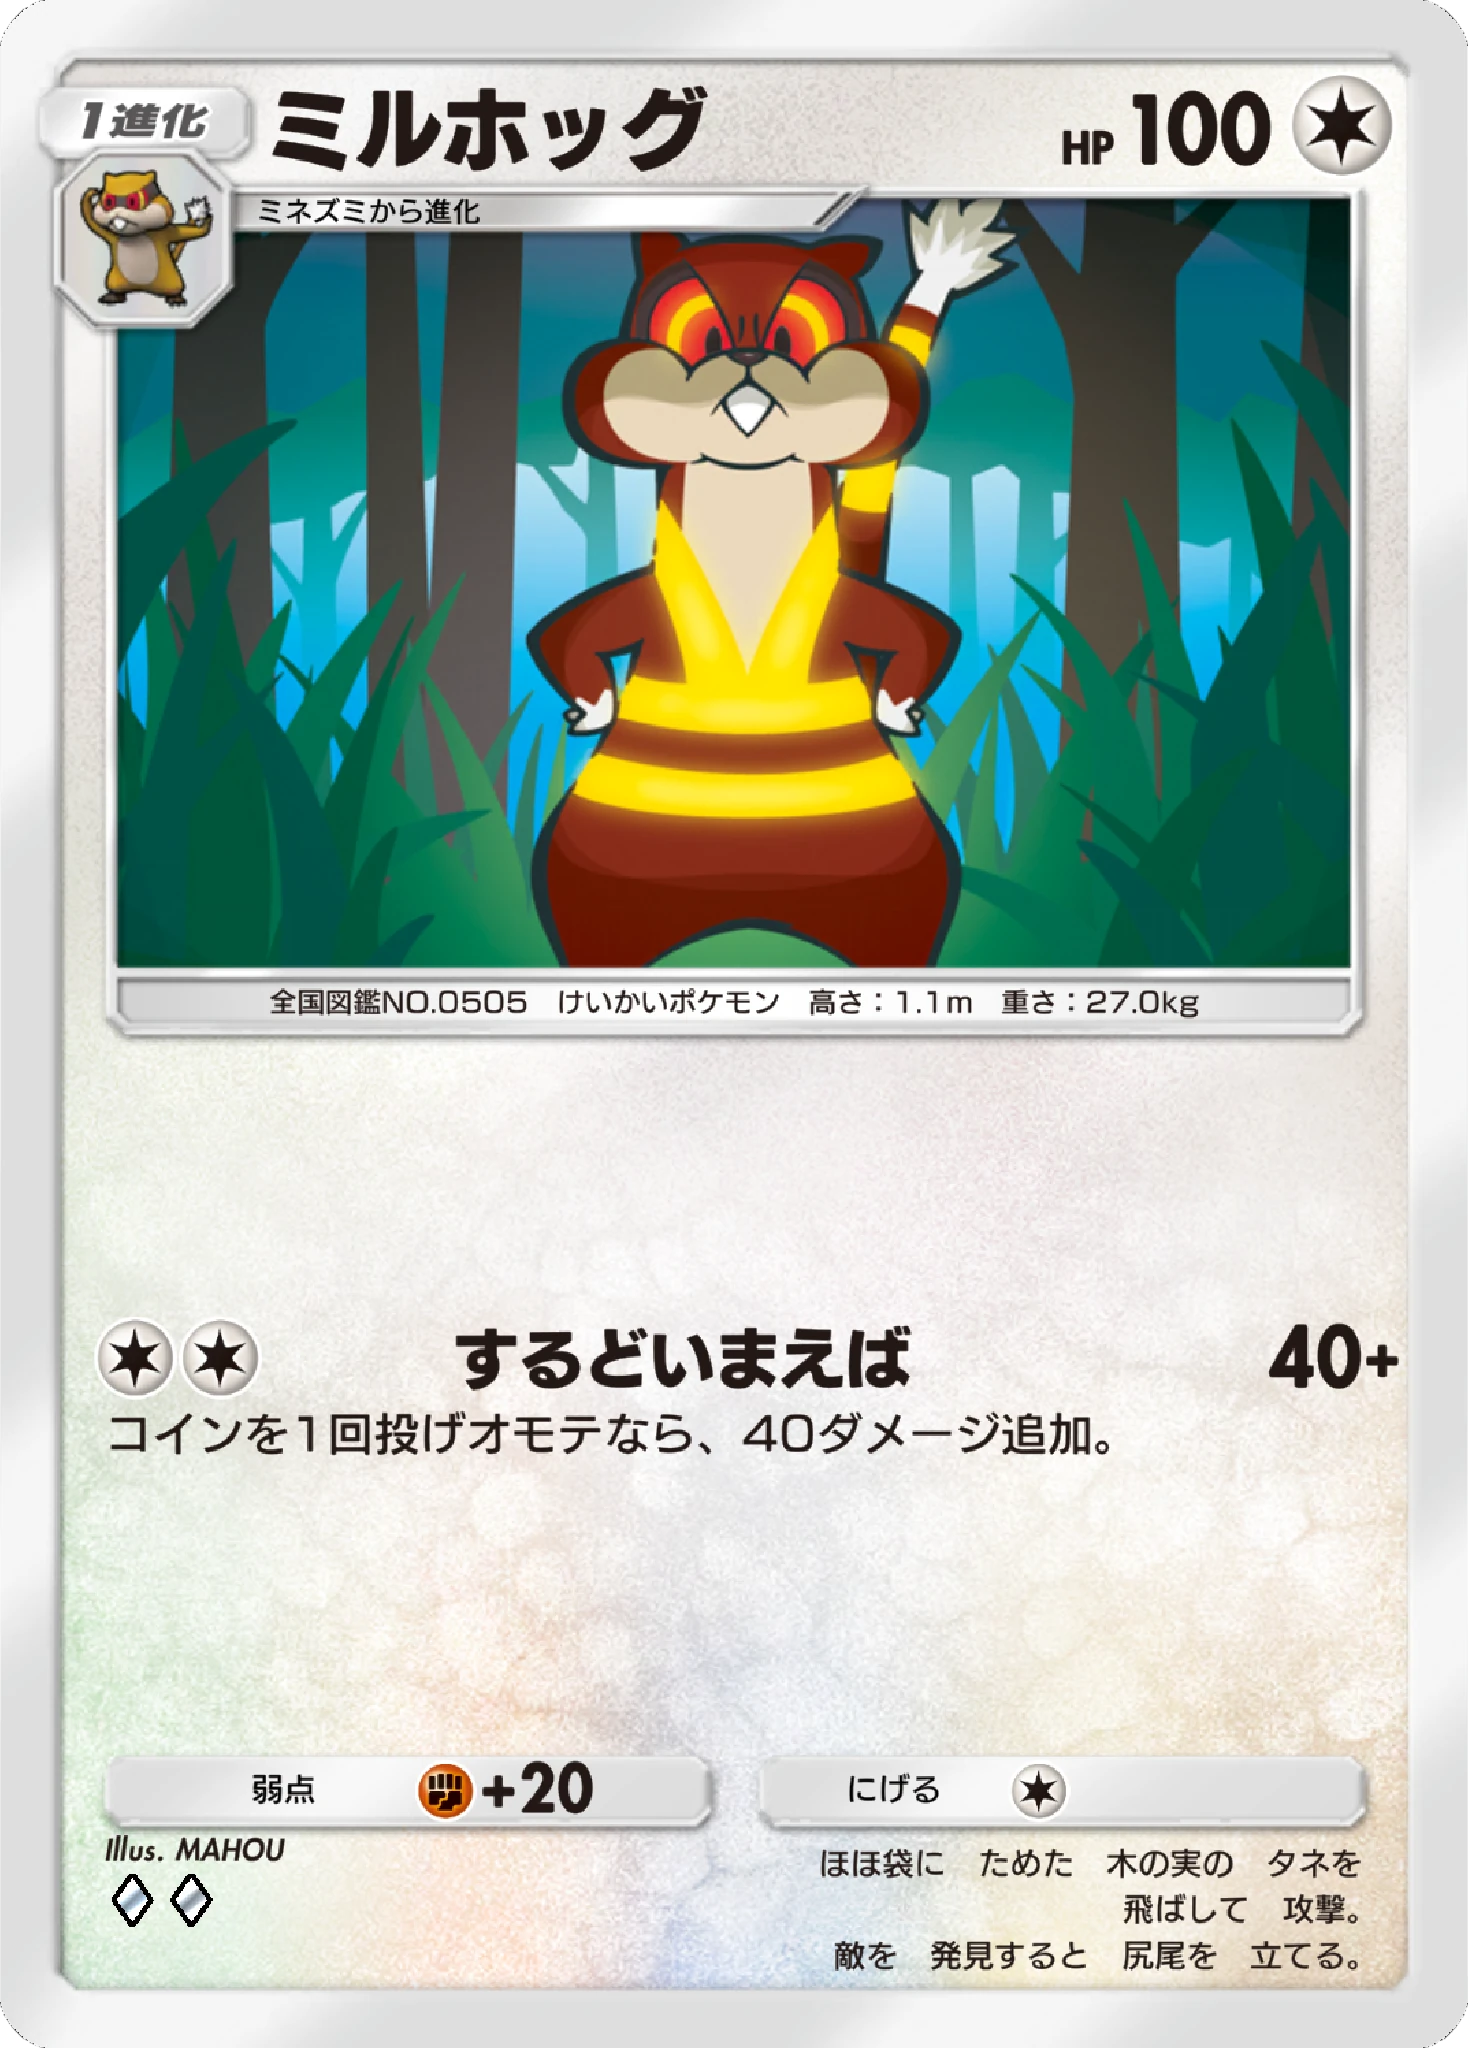 1進化
ミルホッグ
HP 100
ミネズミから進化
全国図鑑NO.0505 けいかいポケモン 高さ：1.1m 重さ：27.0kg
するどいまえば 40+
コインを1回投げオモテなら、40ダメージ追加。
弱点 +20
にげる
Illus. MAHOU
ほほ袋に ためた 木の実の タネを
飛ばして 攻撃。
敵を 発見すると 尻尾を 立てる。